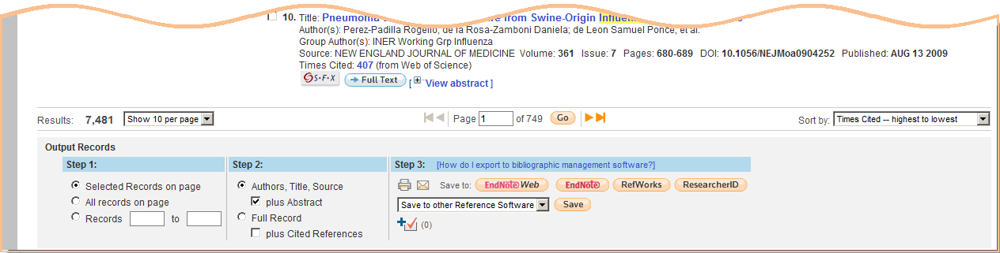 10. Title: Pneumonia from Swine-Origin
Author(s): Perez-Padilla Rogelio; de la Rosa-Zamboni Daniela; de Leon Samuel Ponce; et al.
Group Author(s): INER Working Grp Influenza
Source: NEW ENGLAND JOURNAL OF MEDICINE Volume: 361 Issue: 7 Pages: 680-689 DOI: 10.1056/NEJMoa0904252 Published: AUG 13 2009
Times Cited: 407 (from Web of Science)
S·F·X Full Text [ View abstract ]
Results: 7,481 Show 10 per page Page 1 of 749 Go Sort by: Times Cited -- highest to lowest
Output Records
Step 1: Step 2: Step 3: [How do I export to bibliographic management software?]
Selected Records on page Authors, Title, Source Save to: EndNote Web EndNote RefWorks ResearcherID
All records on page plus Abstract Save to other Reference Software Save
Records to Full Record (0)
plus Cited References